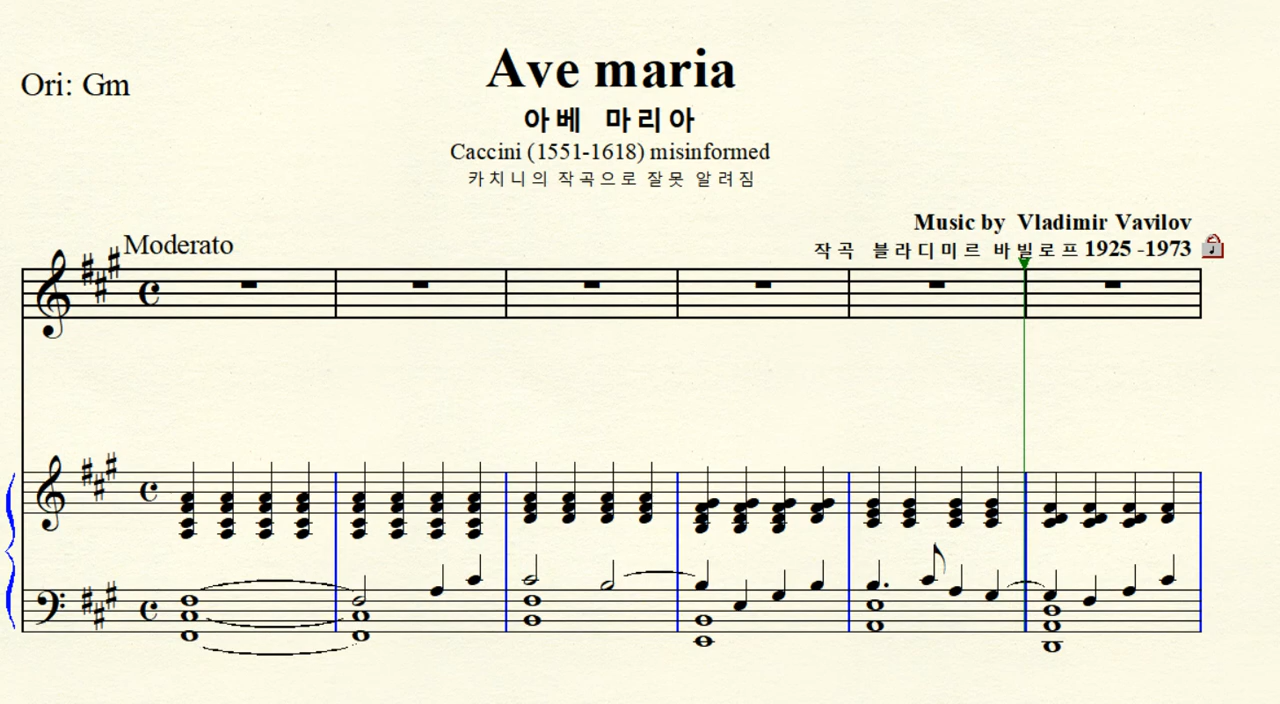 Ori: Gm
Ave maria
아베 마리아
Caccini (1551-1618) misinformed
카치니의 작곡으로 잘못 알려짐
Music by Vladimir Vavilov
작곡 블라디미르 바빌로프 1925 -1973
Moderato